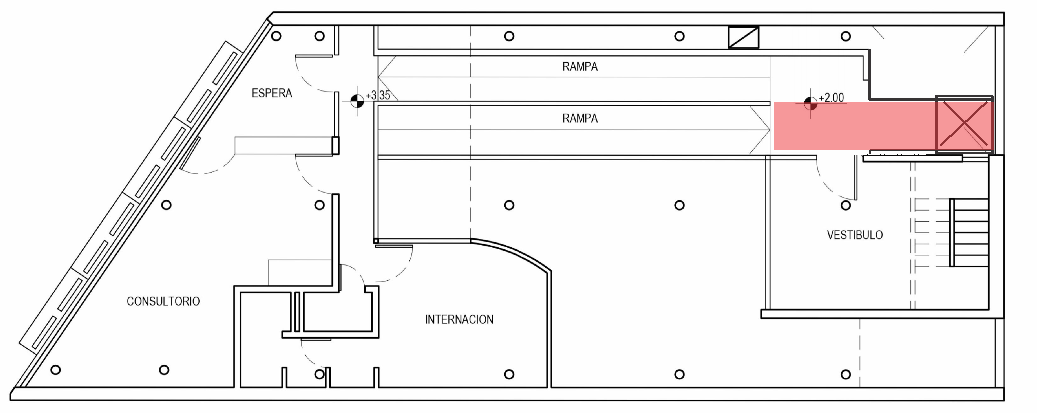 RAMPA
ESPERA
+3.35
+2.00
RAMPA
VESTIBULO
CONSULTORIO
INTERNACION